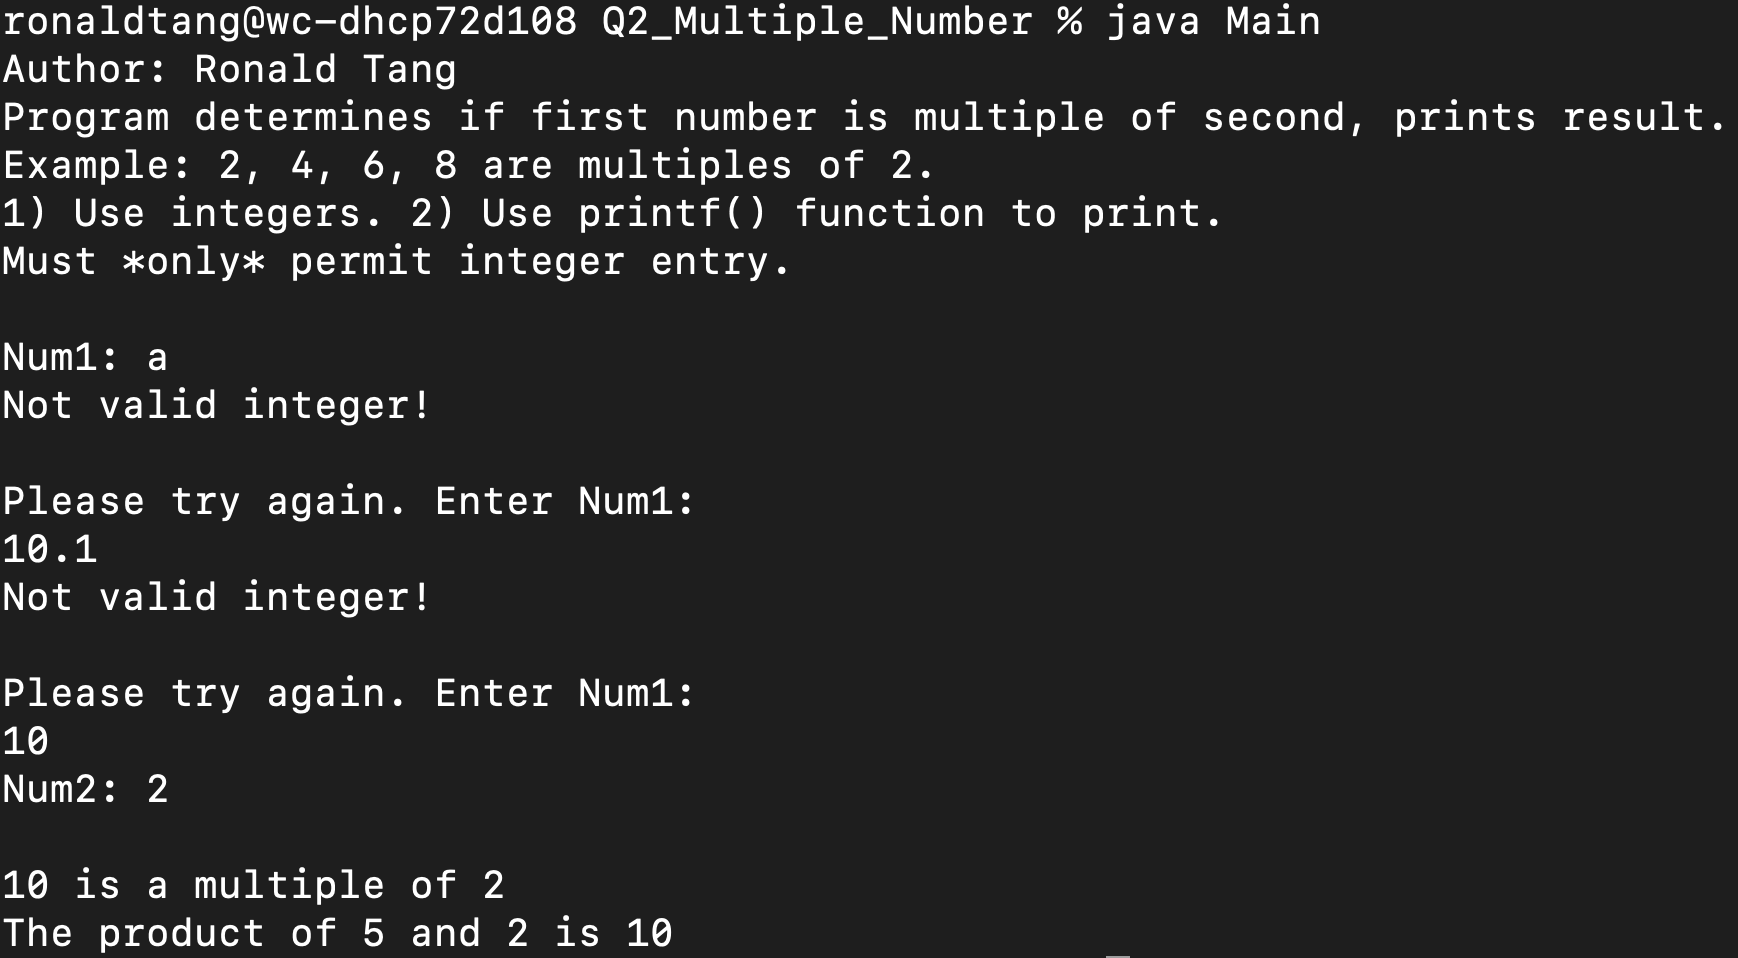 ronaldtang@wc-dhcp72d108 Q2_Multiple_Number % java Main
Author: Ronald Tang
Program determines if first number is multiple of second, prints result.
Example: 2, 4, 6, 8 are multiples of 2.
1) Use integers. 2) Use printf() function to print.
Must *only* permit integer entry.

Num1: a
Not valid integer!

Please try again. Enter Num1:
10.1
Not valid integer!

Please try again. Enter Num1:
10
Num2: 2

10 is a multiple of 2
The product of 5 and 2 is 10